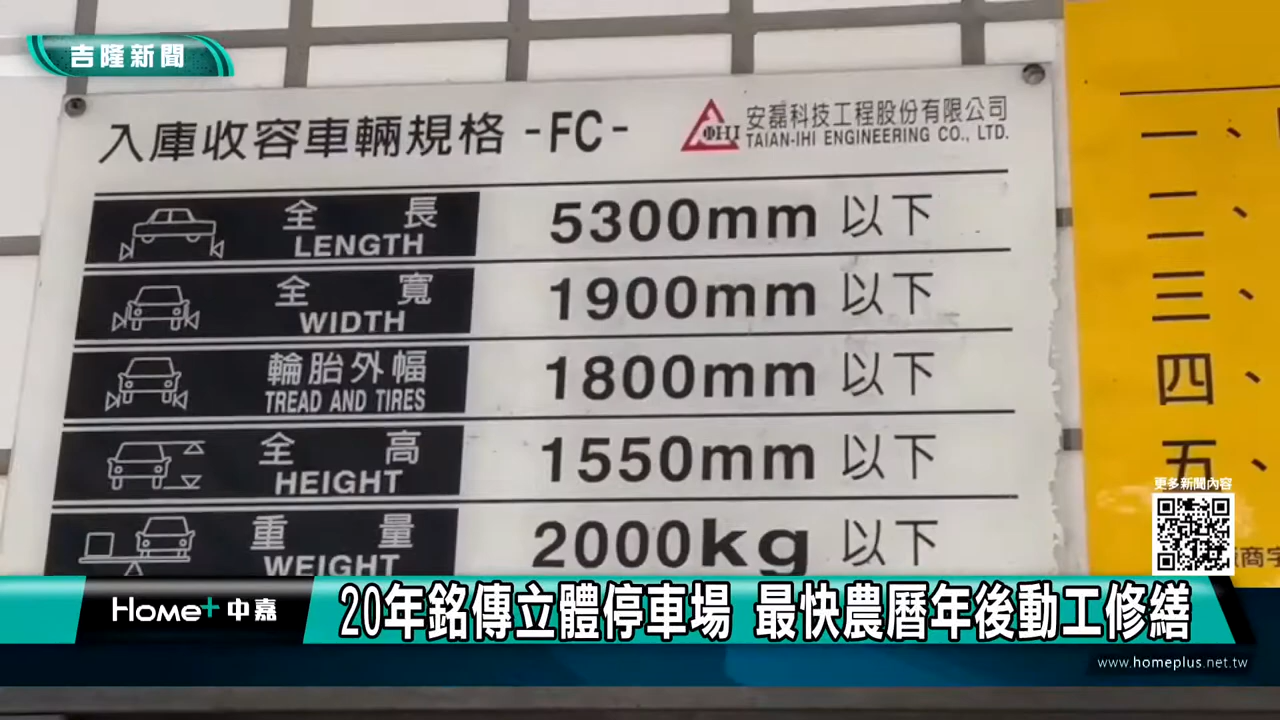 吉隆新聞
入庫收容車輛規格 -FC-
安磊科技工程股份有限公司
TAIAN-IHI ENGINEERING CO., LTD.
全長
LENGTH
5300mm 以下
全寬
WIDTH
1900mm 以下
輪胎外幅
TREAD AND TIRES
1800mm 以下
全高
HEIGHT
1550mm 以下
重量
WEIGHT
2000kg 以下
一、
二、
三、
四、
五、
更多新聞內容
Home+ 中嘉
20年銘傳立體停車場 最快農曆年後動工修繕
www.homeplus.net.tw